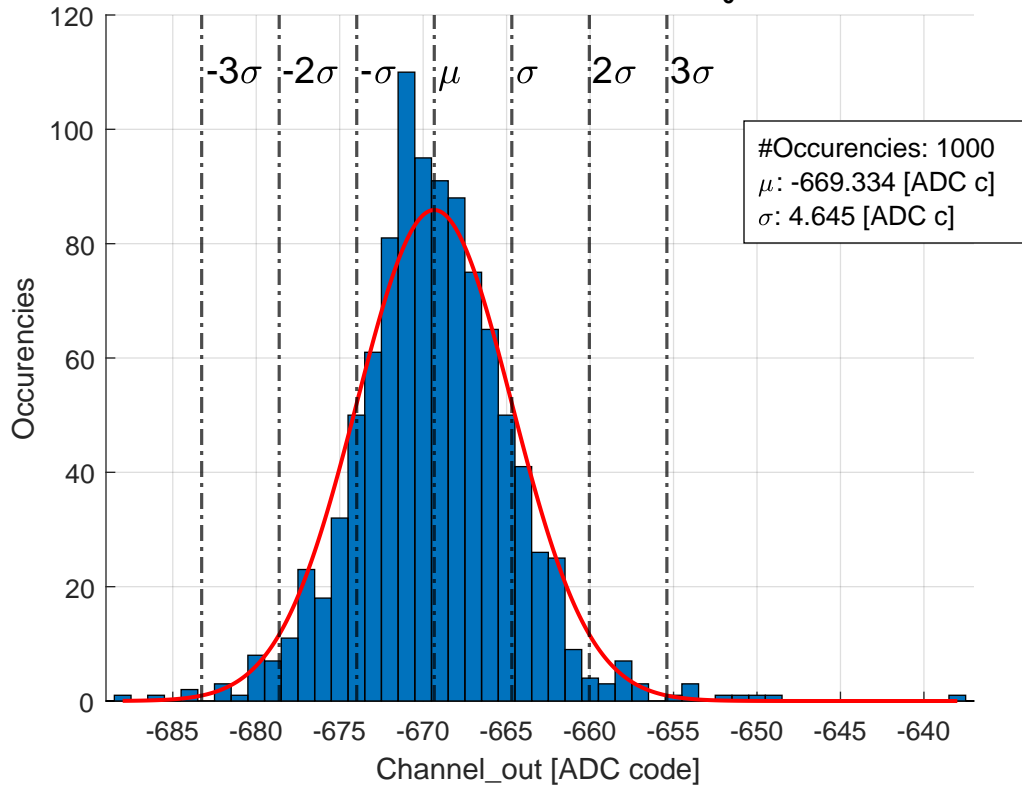 120
100
80
60
40
20
0
-3σ -2σ -σ μ σ 2σ 3σ
#Occurencies: 1000
μ: -669.334 [ADC c]
σ: 4.645 [ADC c]
Occurencies
-685 -680 -675 -670 -665 -660 -655 -650 -645 -640
Channel_out [ADC code]